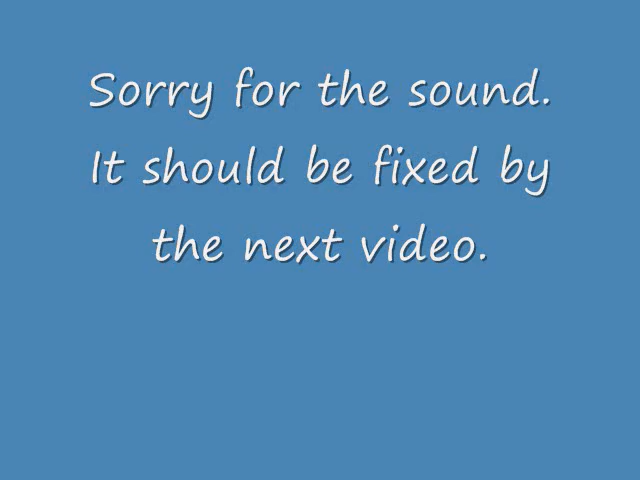 Sorry for the sound.
It should be fixed by
the next video.